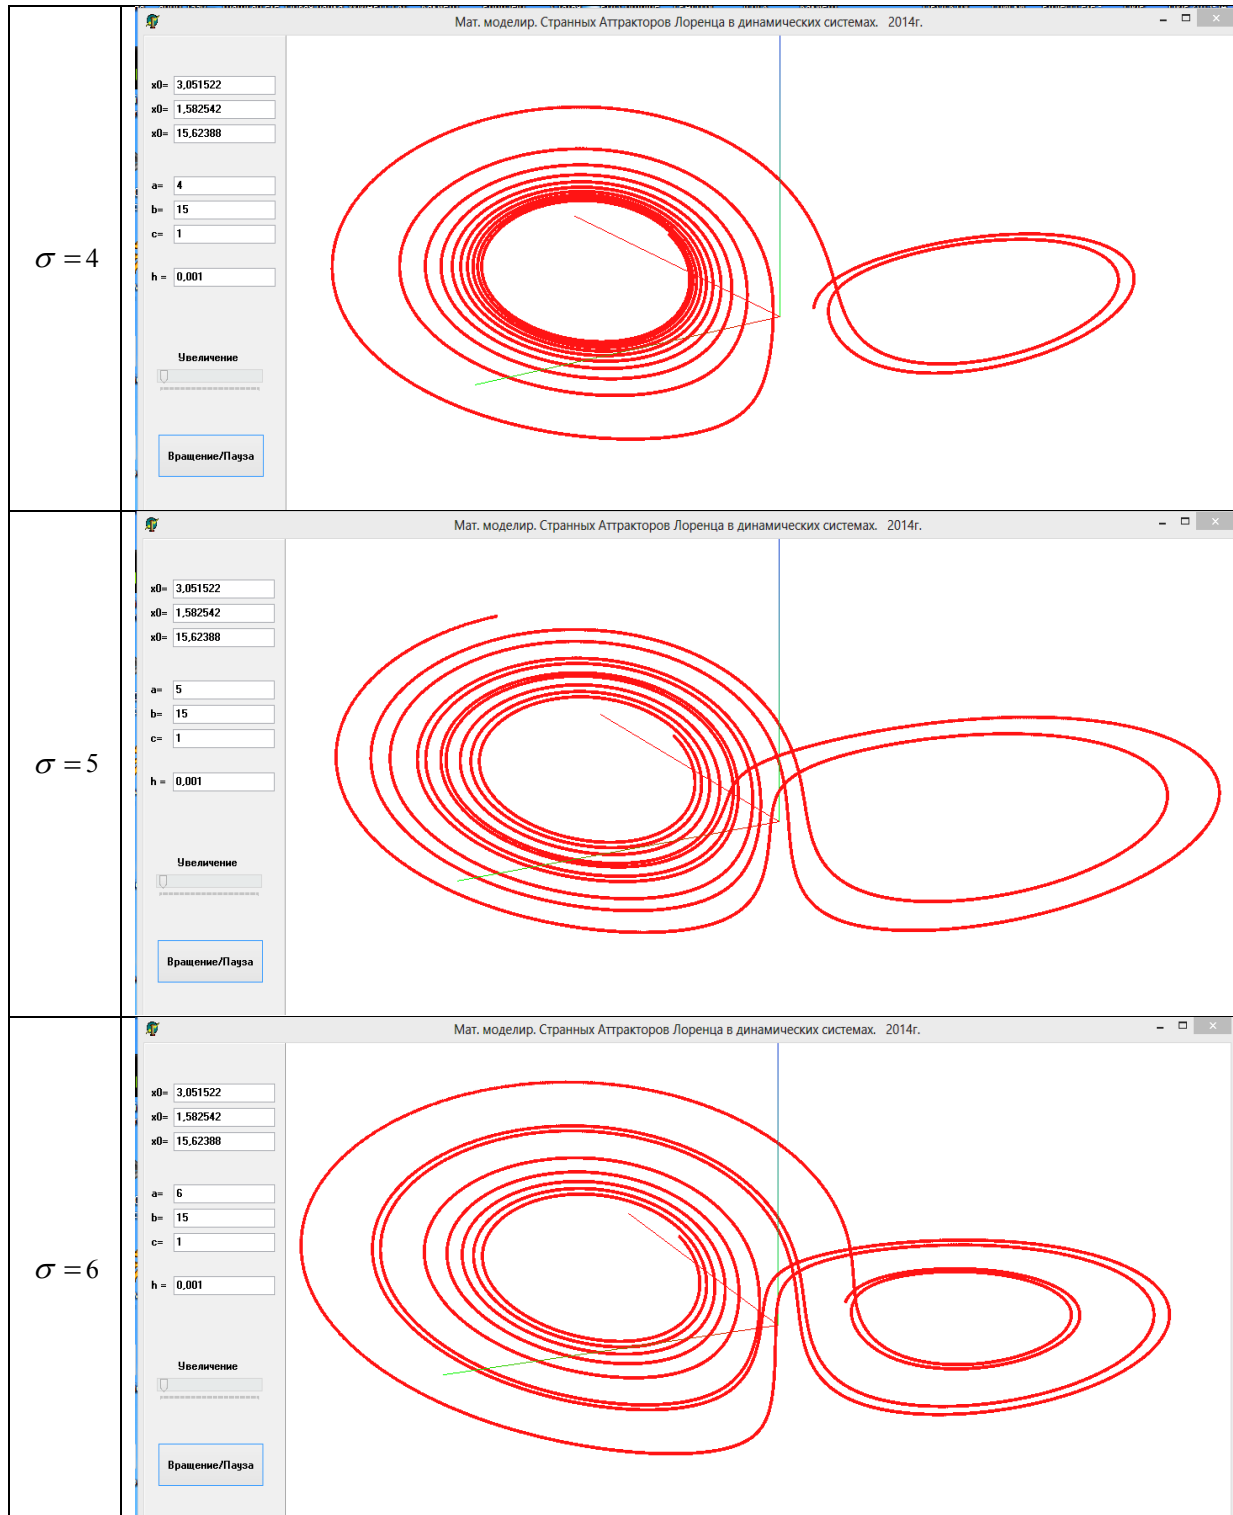 Мат. моделир. Странных Аттракторов Лоренца в динамических системах. 2014г.
x0= 3,051522
x0= 1,582542
x0= 15,62388
a= 4
b= 15
c= 1
h = 0,001
Увеличение
Вращение/Пауза
σ = 4
Мат. моделир. Странных Аттракторов Лоренца в динамических системах. 2014г.
x0= 3,051522
x0= 1,582542
x0= 15,62388
a= 5
b= 15
c= 1
h = 0,001
Увеличение
Вращение/Пауза
σ = 5
Мат. моделир. Странных Аттракторов Лоренца в динамических системах. 2014г.
x0= 3,051522
x0= 1,582542
x0= 15,62388
a= 6
b= 15
c= 1
h = 0,001
Увеличение
Вращение/Пауза
σ = 6